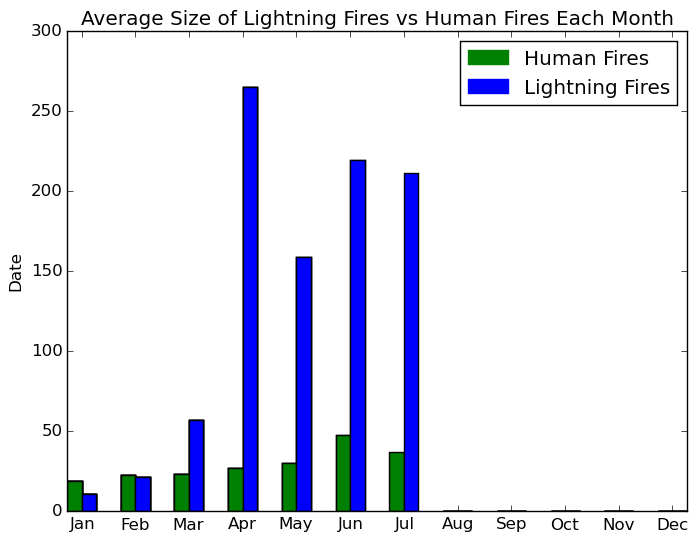 Average Size of Lightning Fires vs Human Fires Each Month
300
250
200
150
100
50
0
Date
Human Fires
Lightning Fires
Jan Feb Mar Apr May Jun Jul Aug Sep Oct Nov Dec